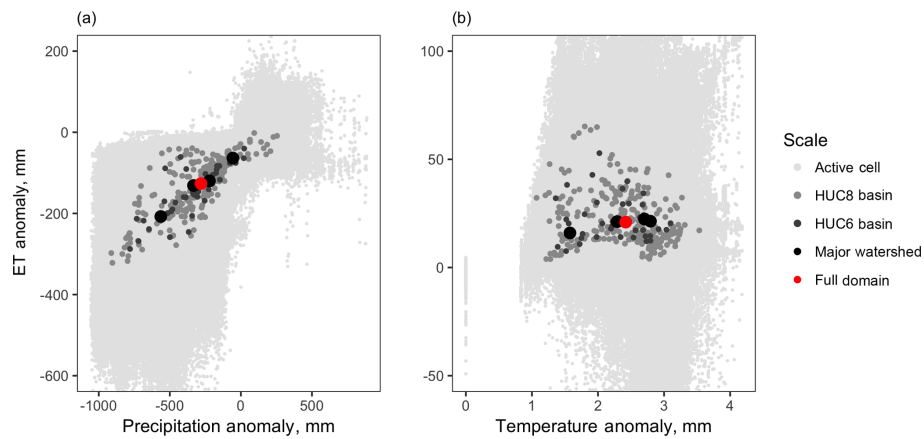 (a)
(b)
200
0
-200
-400
-600
ET anomaly, mm
-1000
-500
0
500
Precipitation anomaly, mm
100
50
0
-50
0
1
2
3
4
Temperature anomaly, mm
Scale
Active cell
HUC8 basin
HUC6 basin
Major watershed
Full domain